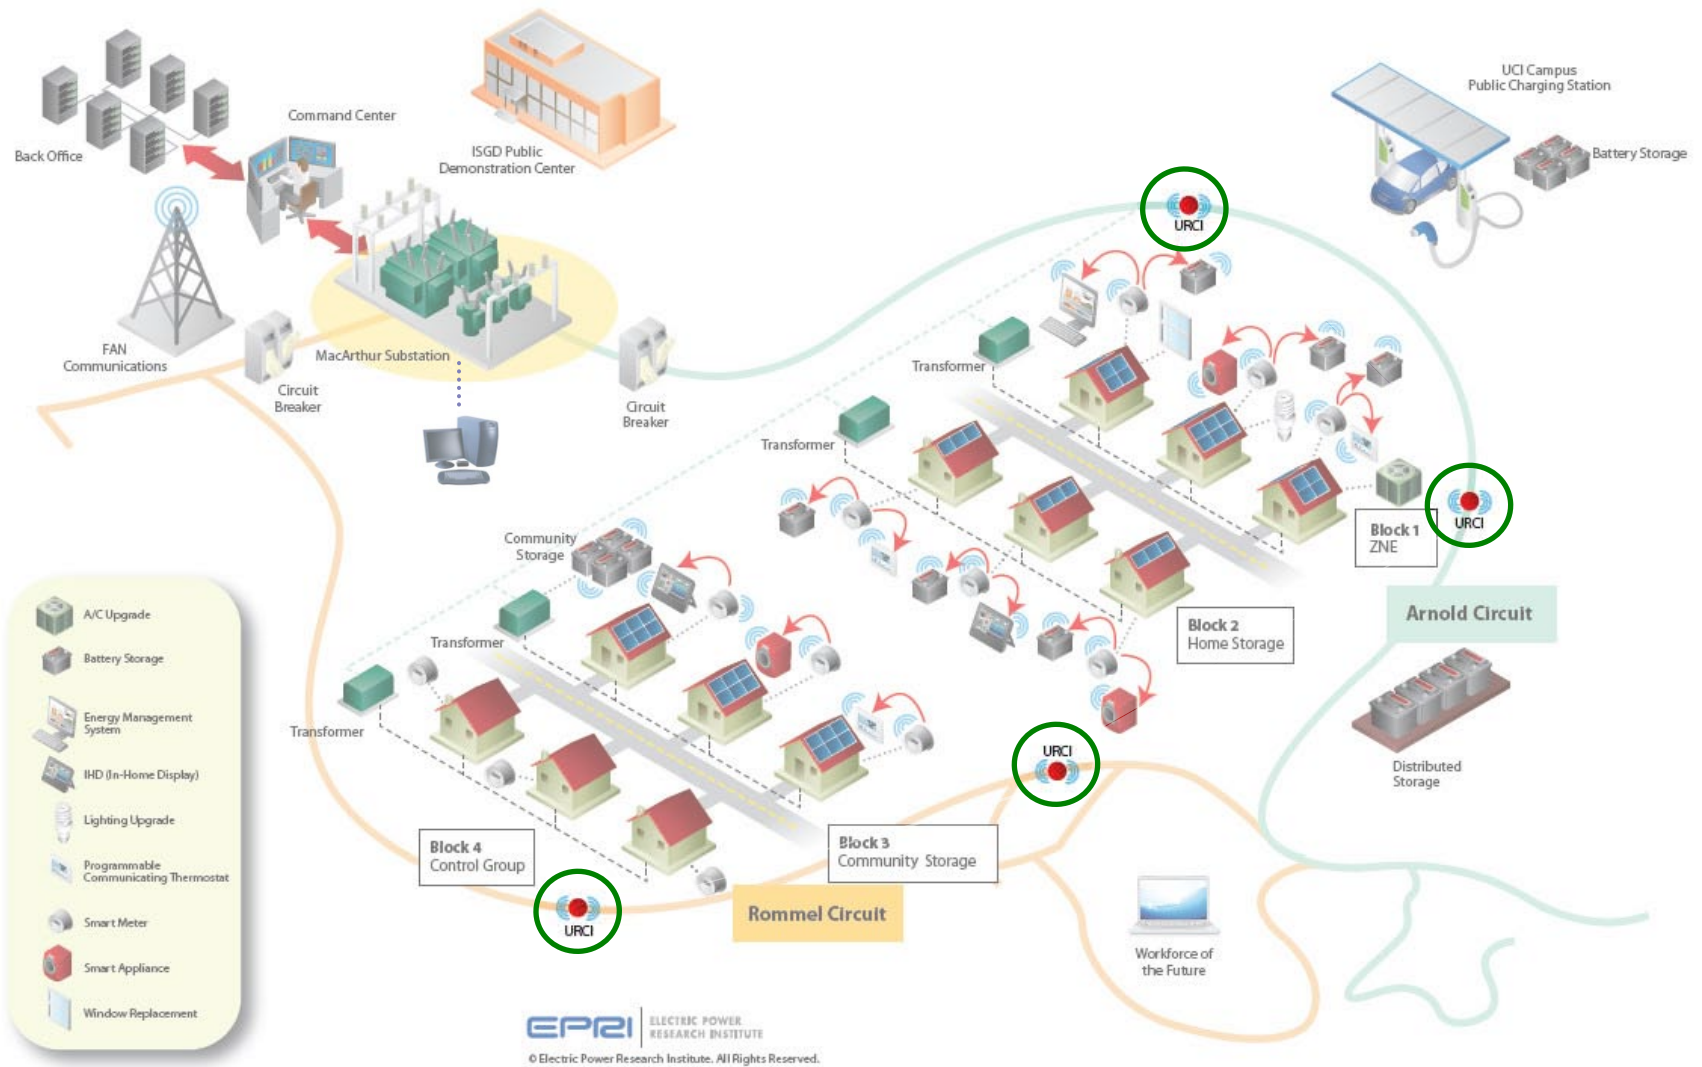 UCI Campus
Public Charging Station
Battery Storage
Command Center
Back Office
ISGD Public
Demonstration Center
URCI
FAN
Communications
MacArthur Substation
Circuit
Breaker
Circuit
Breaker
Transformer
Transformer
Community
Storage
Transformer
Transformer
URCI
Block 1
ZNE
Arnold Circuit
Block 2
Home Storage
Distributed
Storage
URCI
Block 3
Community Storage
Block 4
Control Group
URCI
Rommel Circuit
Workforce of
the Future
A/C Upgrade
Battery Storage
Energy Management
System
IHD (In-Home Display)
Lighting Upgrade
Programmable
Communicating Thermostat
Smart Meter
Smart Appliance
Window Replacement
EPRI
ELECTRIC POWER
RESEARCH INSTITUTE
© Electric Power Research Institute. All Rights Reserved.